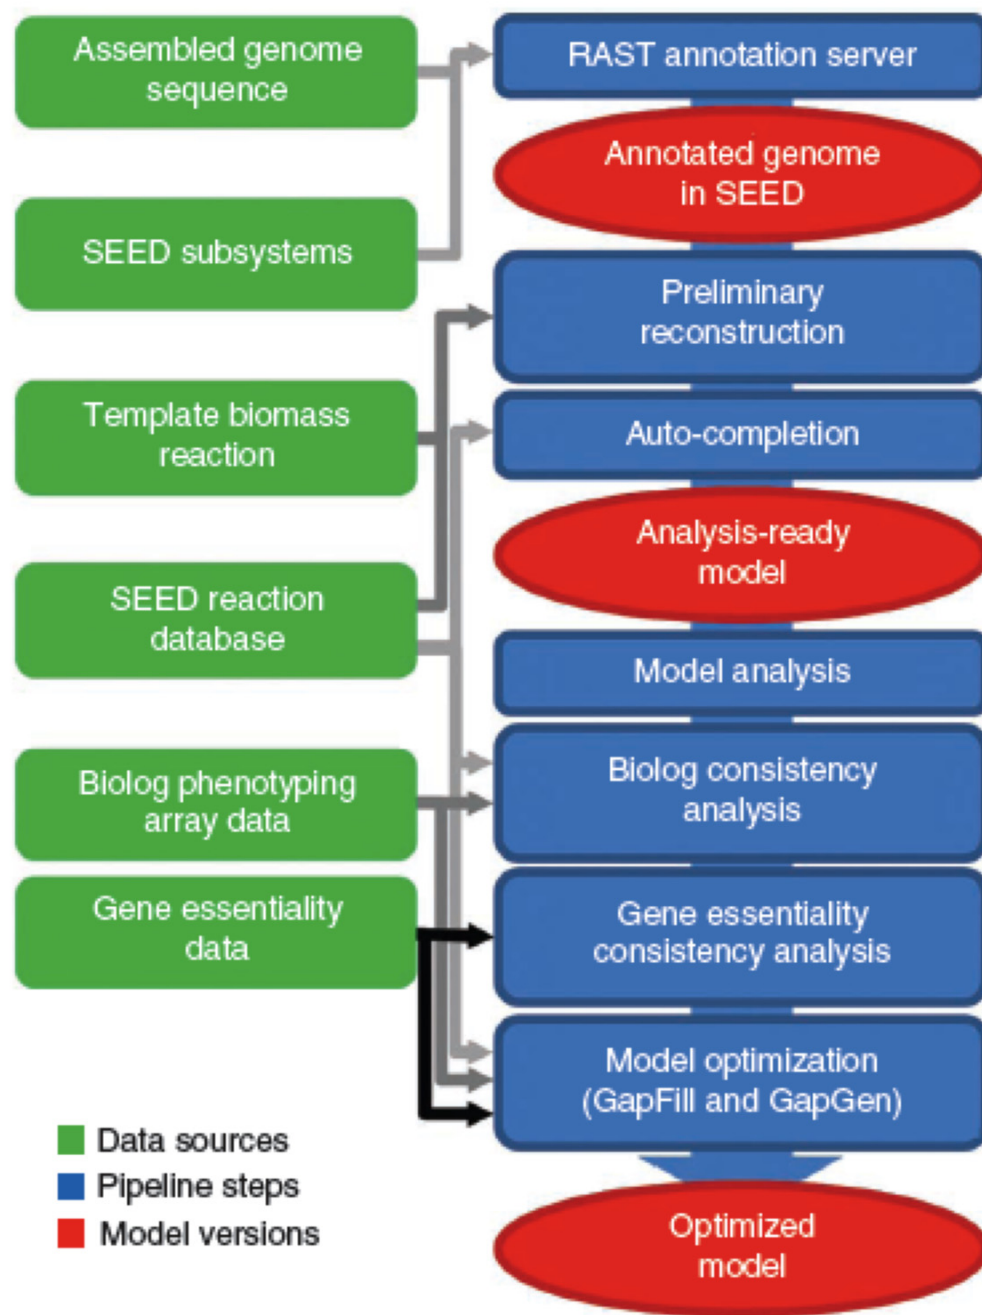 Assembled genome
sequence
SEED subsystems
Template biomass
reaction
SEED reaction
database
Biolog phenotyping
array data
Gene essentiality
data
RAST annotation server
Annotated genome
in SEED
Preliminary
reconstruction
Auto-completion
Analysis-ready
model
Model analysis
Biolog consistency
analysis
Gene essentiality
consistency analysis
Model optimization
(GapFill and GapGen)
Optimized
model
Data sources
Pipeline steps
Model versions